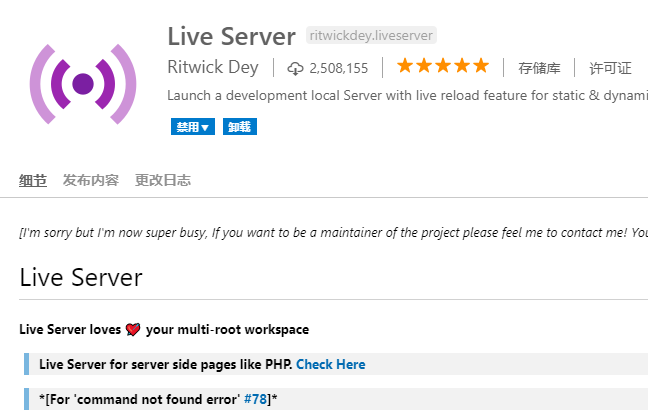 Live Server ritwickdey.liveserver
Ritwick Dey 2,508,155 存储库 许可证
Launch a development local Server with live reload feature for static & dynami
禁用 卸载
细节 发布内容 更改日志
[I'm sorry but I'm now super busy, If you want to be a maintainer of the project please feel me to contact me! You
Live Server
Live Server loves your multi-root workspace
Live Server for server side pages like PHP. Check Here
*[For 'command not found error' #78]*